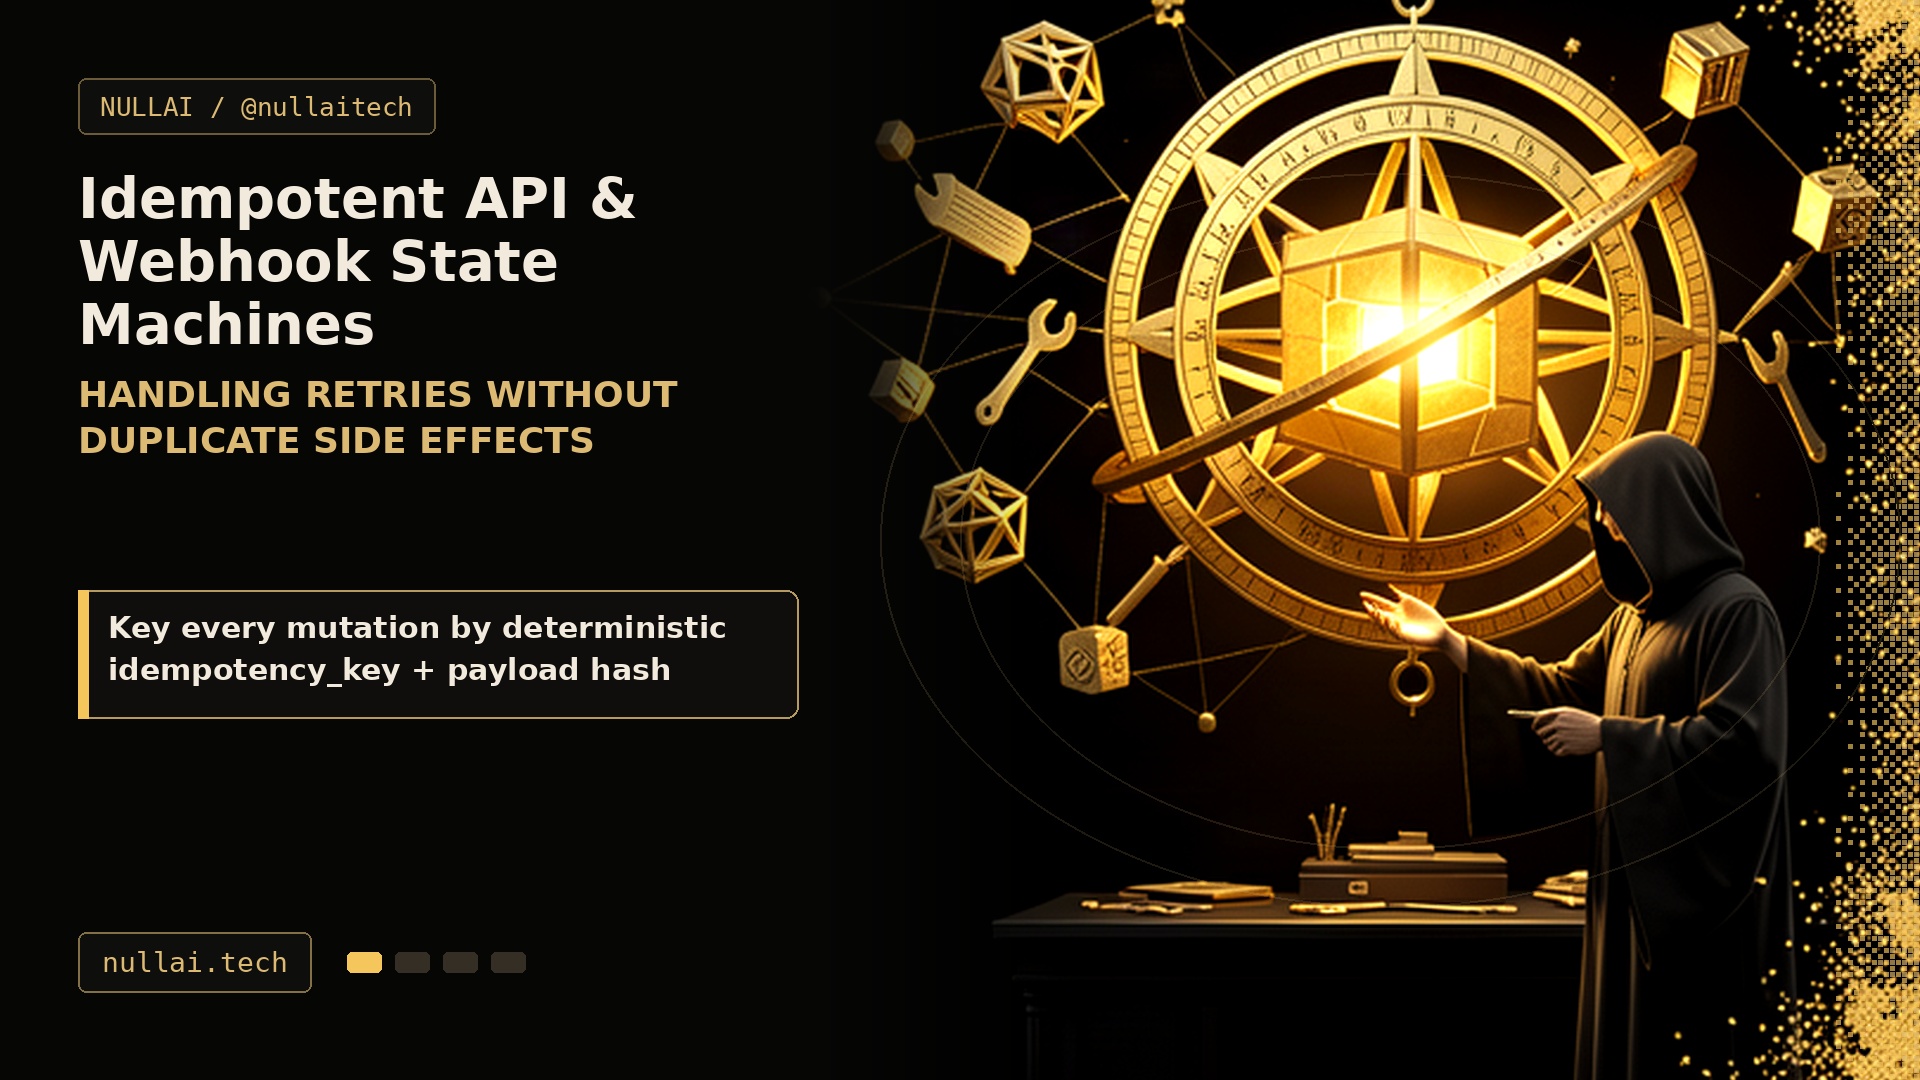 NULLAI / @nullaitech
Idempotent API &
Webhook State
Machines
HANDLING RETRIES WITHOUT
DUPLICATE SIDE EFFECTS
Key every mutation by deterministic
idempotency_key + payload hash
nullai.tech